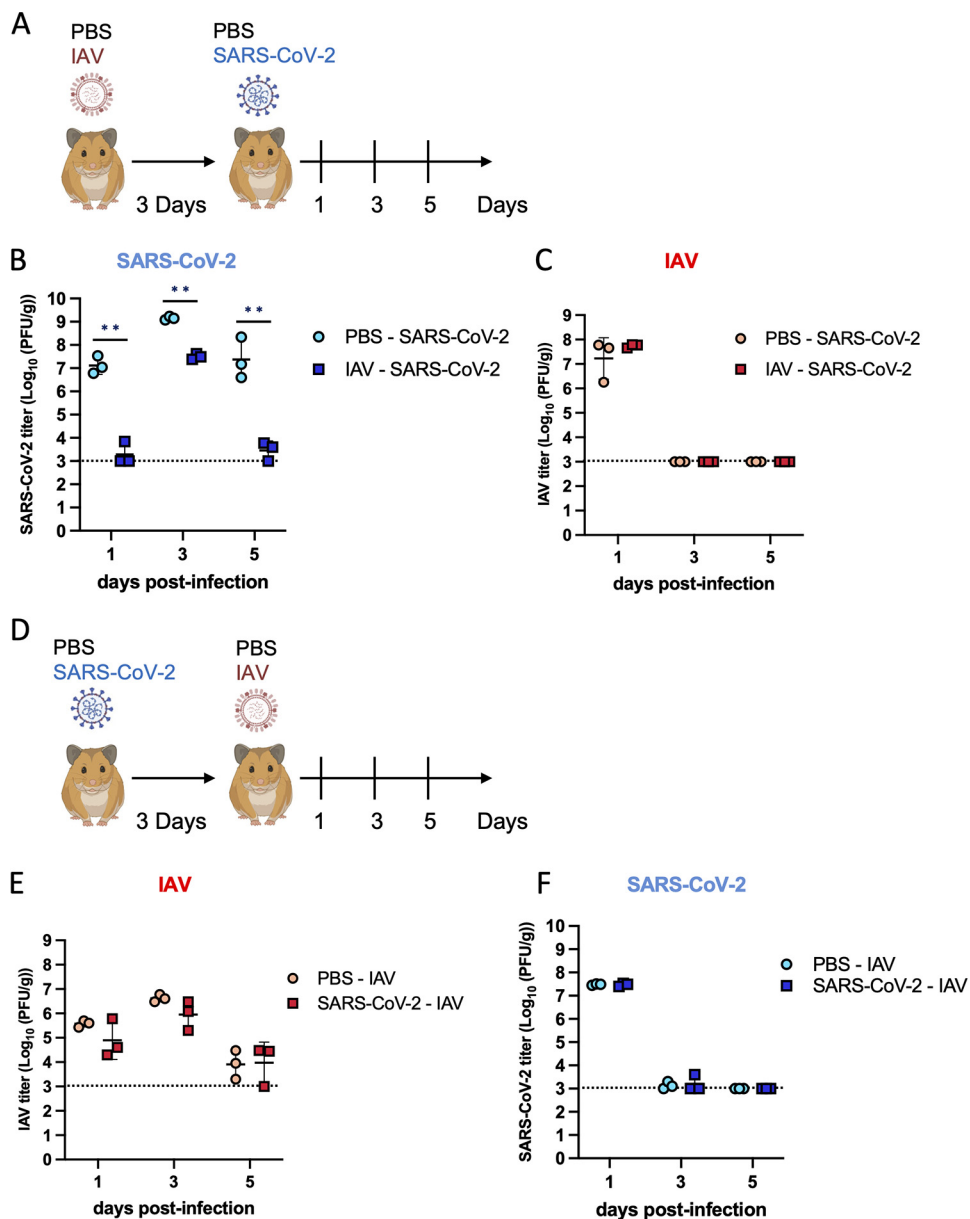 A
PBS
IAV
PBS
SARS-CoV-2
3 Days
1
3
5
Days
B
SARS-CoV-2
SARS-CoV-2 titer (Log10 (PFU/g))
10
9
8
7
6
5
4
3
2
1
0
**
**
**
1
3
5
days post-infection
PBS - SARS-CoV-2
IAV - SARS-CoV-2
C
IAV
IAV titer (Log10 (PFU/g))
9
8
7
6
5
4
3
2
1
0
1
3
5
days post-infection
PBS - SARS-CoV-2
IAV - SARS-CoV-2
D
PBS
SARS-CoV-2
PBS
IAV
3 Days
1
3
5
Days
E
IAV
IAV titer (Log10 (PFU/g))
9
8
7
6
5
4
3
2
1
0
1
3
5
days post-infection
PBS - IAV
SARS-CoV-2 - IAV
F
SARS-CoV-2
SARS-CoV-2 titer (Log10 (PFU/g))
10
9
8
7
6
5
4
3
2
1
0
1
3
5
days post-infection
PBS - IAV
SARS-CoV-2 - IAV